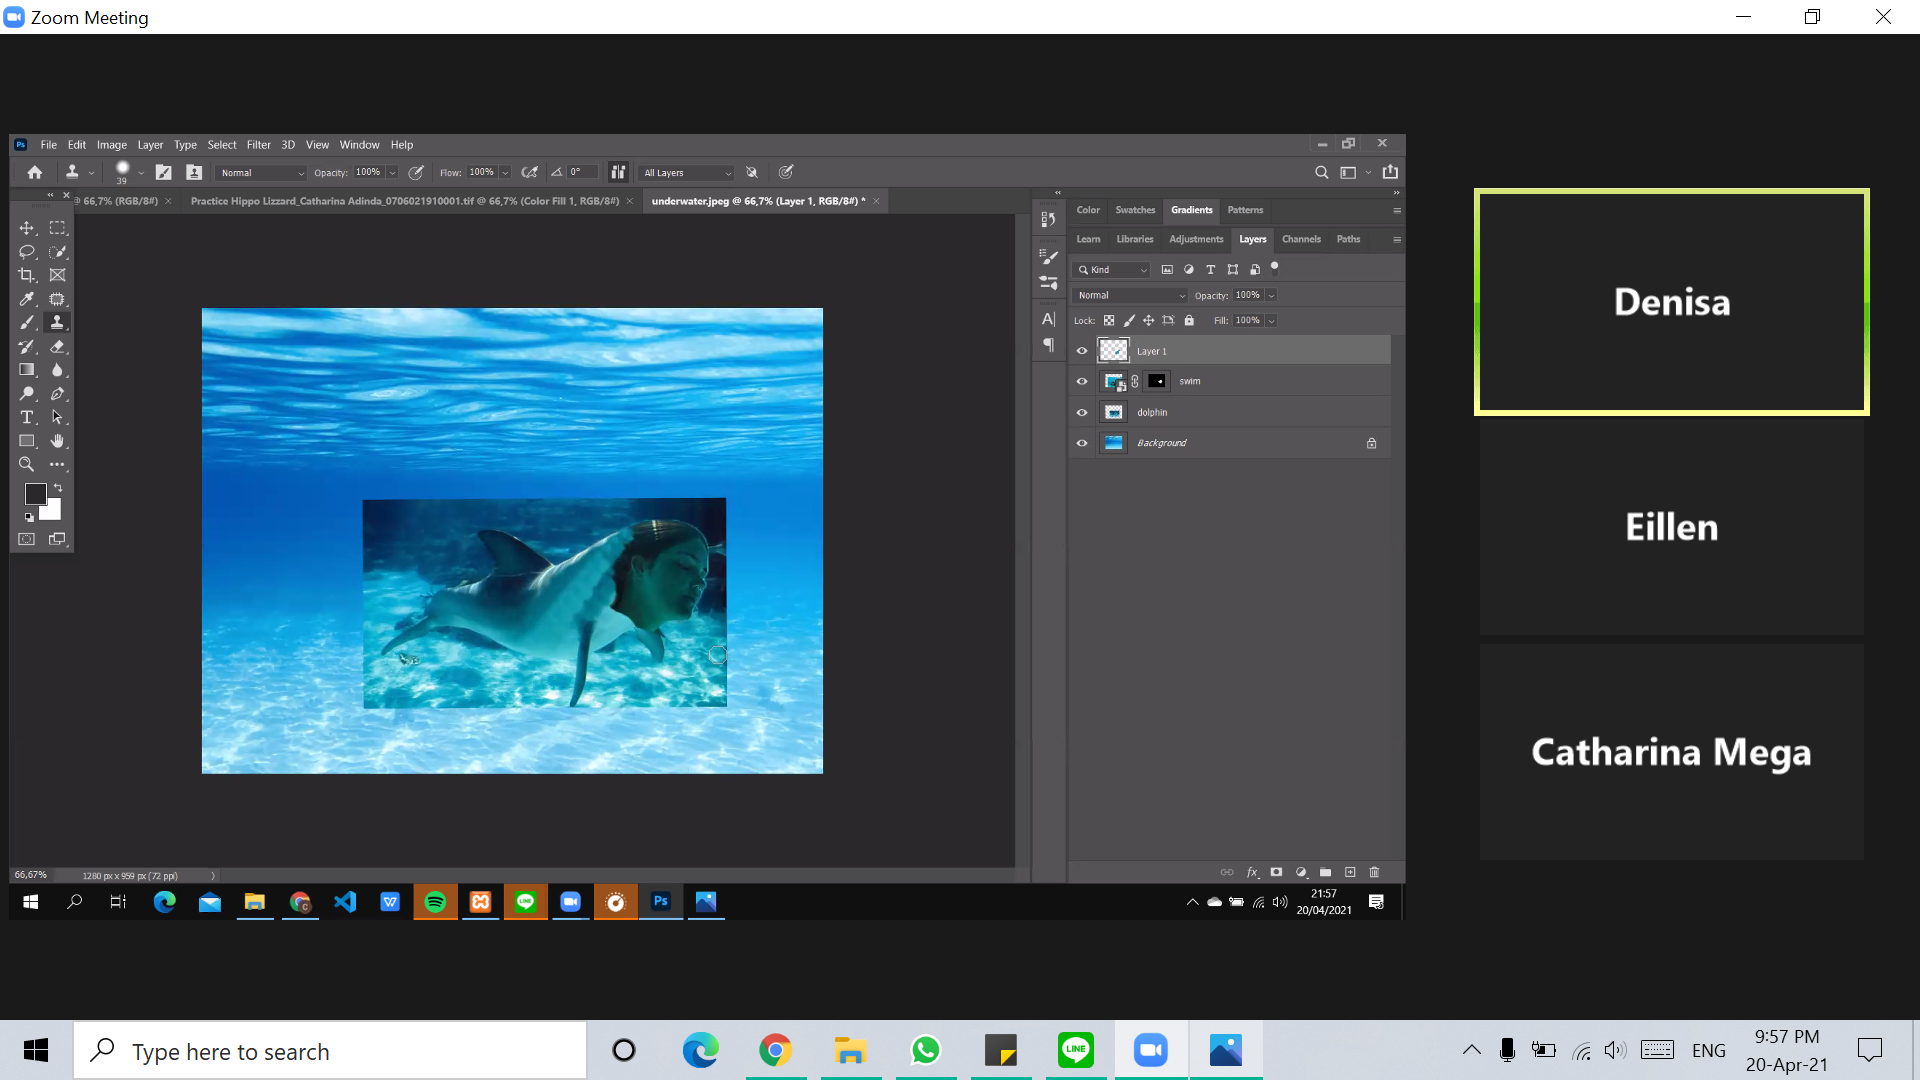 Zoom Meeting
Ps File Edit Image Layer Type Select Filter 3D View Window Help
39 Normal Opacity: 100% Flow: 100% 0° All Layers
66,7% (RGB/8#) × Practice Hippo Lizzard_Catharina Adinda_0706021910001.tif @ 66,7% (Color Fill 1, RGB/8#) × underwater.jpeg @ 66,7% (Layer 1, RGB/8#) * ×
Color Swatches Gradients Patterns
Learn Libraries Adjustments Layers Channels Paths
Kind
Normal Opacity: 100%
Lock: Fill: 100%
Layer 1
swim
dolphin
Background
66,67% 1280 px x 959 px (72 ppi)
21:57
20/04/2021
Denisa
Eillen
Catharina Mega
Type here to search
LINE
ENG
9:57 PM
20-Apr-21